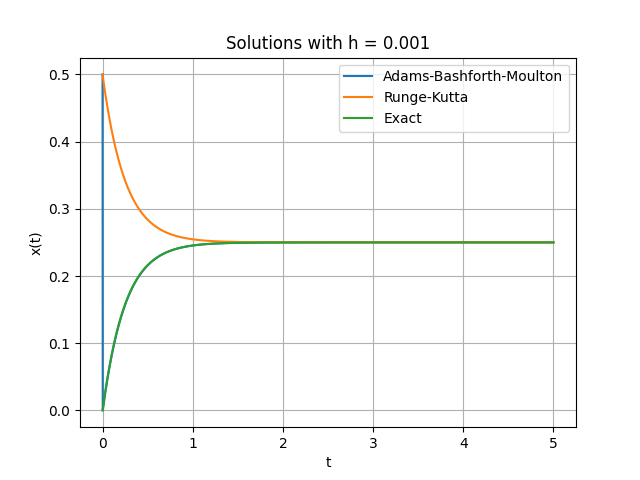 Solutions with h = 0.001
Adams-Bashforth-Moulton
Runge-Kutta
Exact
0.5
0.4
0.3
0.2
0.1
0.0
x(t)
0 1 2 3 4 5
t